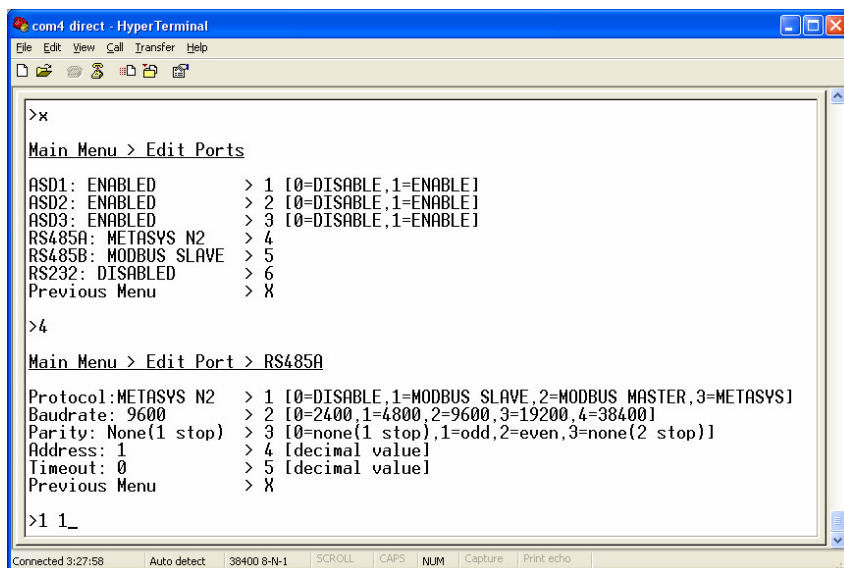 com4 direct - HyperTerminal
File Edit View Call Transfer Help
>x
Main Menu > Edit Ports
ASD1: ENABLED > 1 [0=DISABLE,1=ENABLE]
ASD2: ENABLED > 2 [0=DISABLE,1=ENABLE]
ASD3: ENABLED > 3 [0=DISABLE,1=ENABLE]
RS485A: METASYS N2 > 4
RS485B: MODBUS SLAVE > 5
RS232: DISABLED > 6
Previous Menu > X
>4
Main Menu > Edit Port > RS485A
Protocol:METASYS N2 > 1 [0=DISABLE,1=MODBUS SLAVE,2=MODBUS MASTER,3=METASYS]
Baudrate: 9600 > 2 [0=2400,1=4800,2=9600,3=19200,4=38400]
Parity: None(1 stop) > 3 [0=none(1 stop),1=odd,2=even,3=none(2 stop)]
Address: 1 > 4 [decimal value]
Timeout: 0 > 5 [decimal value]
Previous Menu > X
>1 1_
Connected 3:27:58 Auto detect 38400 8-N-1 SCROLL CAPS NUM Capture Print echo